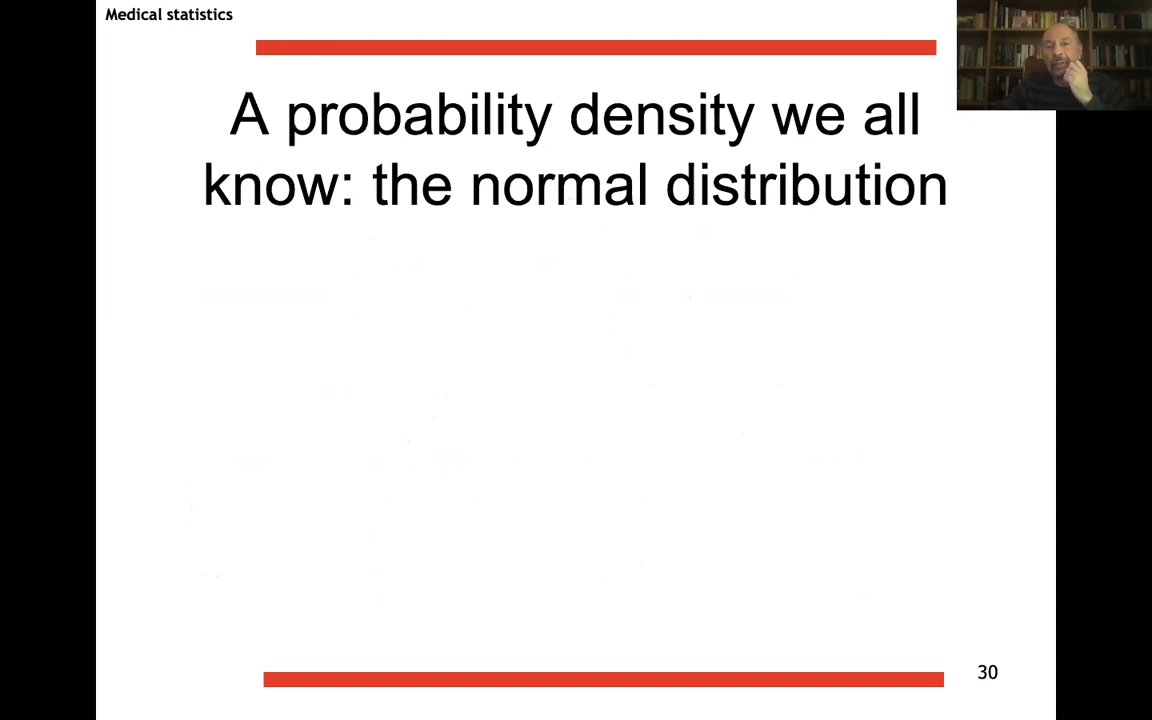 Medical statistics
A probability density we all
know: the normal distribution
30